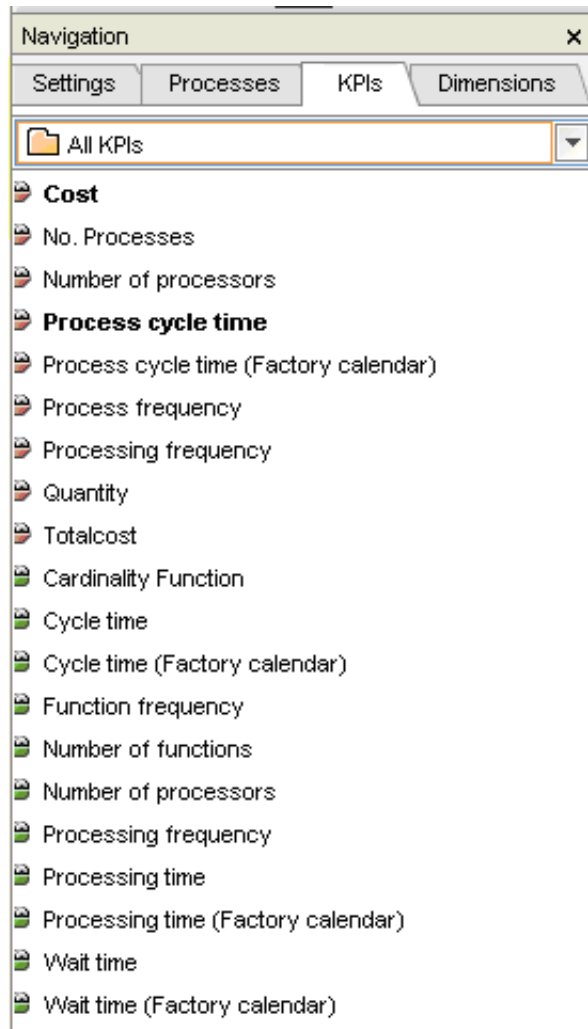 Navigation
Settings Processes KPIs Dimensions
All KPIs
Cost
No. Processes
Number of processors
Process cycle time
Process cycle time (Factory calendar)
Process frequency
Processing frequency
Quantity
Totalcost
Cardinality Function
Cycle time
Cycle time (Factory calendar)
Function frequency
Number of functions
Number of processors
Processing frequency
Processing time
Processing time (Factory calendar)
Wait time
Wait time (Factory calendar)